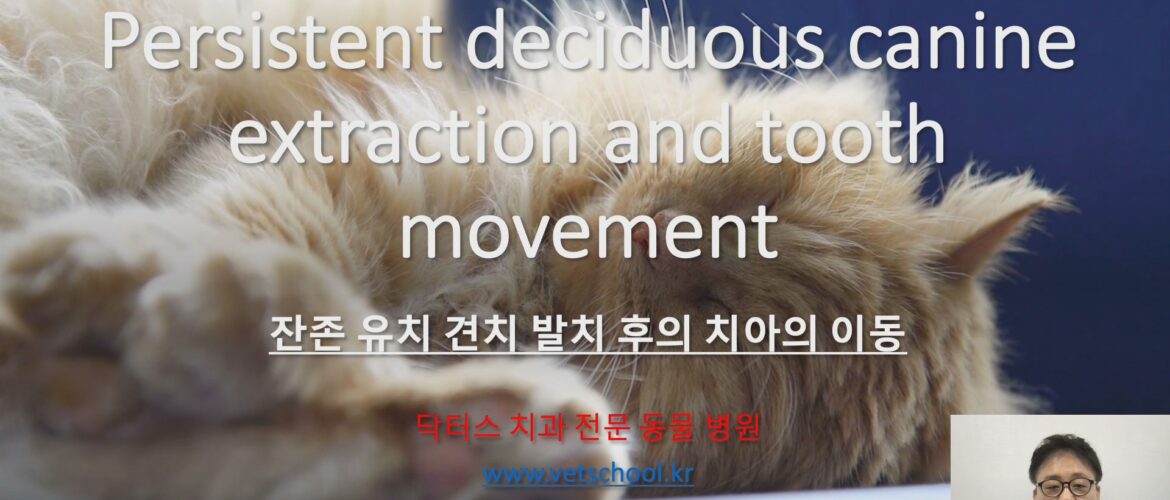 Persistent deciduous canine
extraction and tooth
movement
잔존 유치 견치 발치 후의 치아의 이동
닥터스 치과 전문 동물 병원
www.vetschool.kr